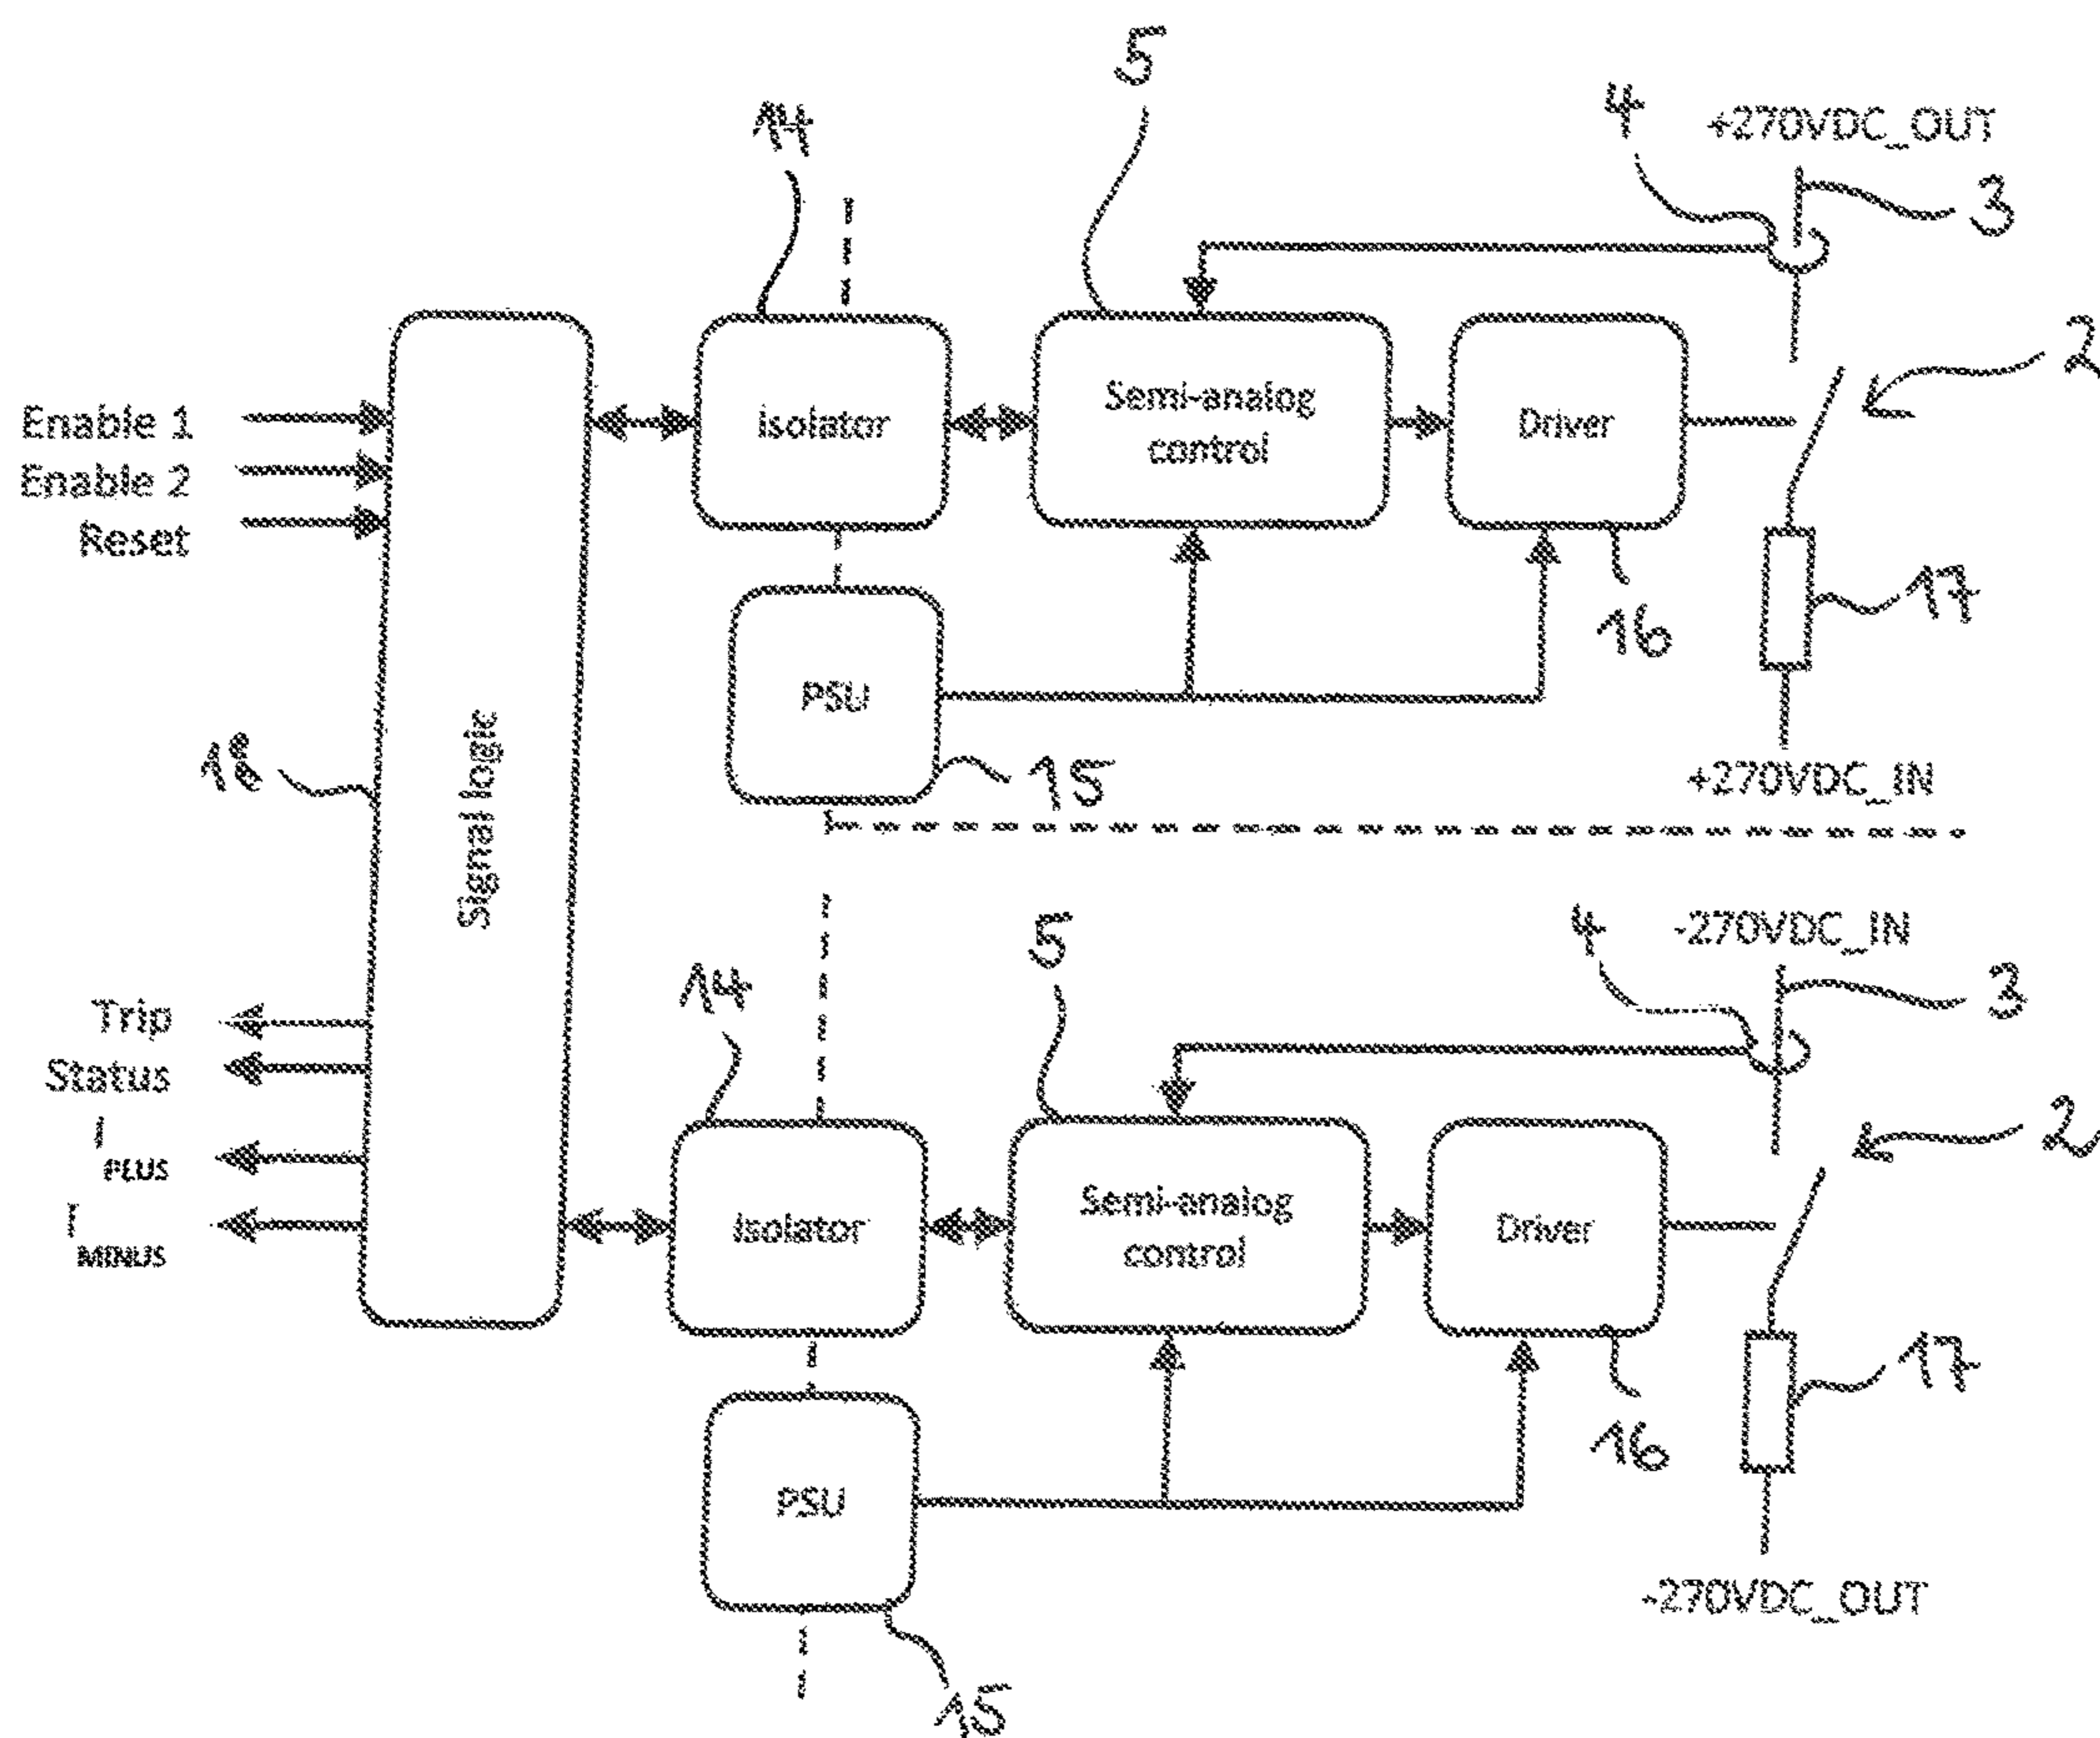 5
14
4
+270VDC_OUT
3
2
Enable 1
Enable 2
Reset
isolator
Semi-analog
control
Driver
17
16
PSU
15
+270VDC_IN
18
Signal logic
-270VDC_IN
4
5
3
14
Trip
Status
I
PLUS
I
MINUS
2
isolator
Semi-analog
control
Driver
17
16
PSU
-270VDC_OUT
15